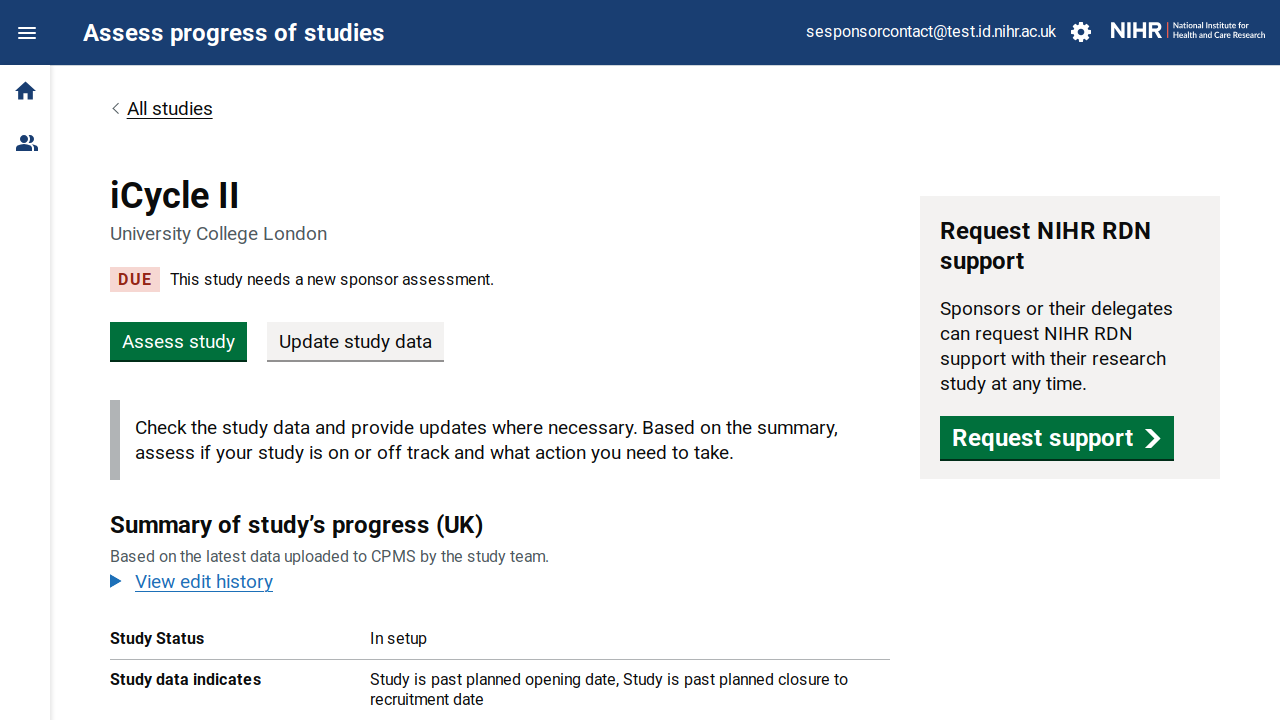 Assess progress of studies
sesponsorcontact@test.id.nihr.ac.uk
NIHR
National Institute for
Health and Care Research
All studies
iCycle II
University College London
DUE
This study needs a new sponsor assessment.
Assess study
Update study data
Check the study data and provide updates where necessary. Based on the summary,
assess if your study is on or off track and what action you need to take.
Request NIHR RDN
support
Sponsors or their delegates
can request NIHR RDN
support with their research
study at any time.
Request support
Summary of study’s progress (UK)
Based on the latest data uploaded to CPMS by the study team.
View edit history
Study Status
In setup
Study data indicates
Study is past planned opening date, Study is past planned closure to
recruitment date